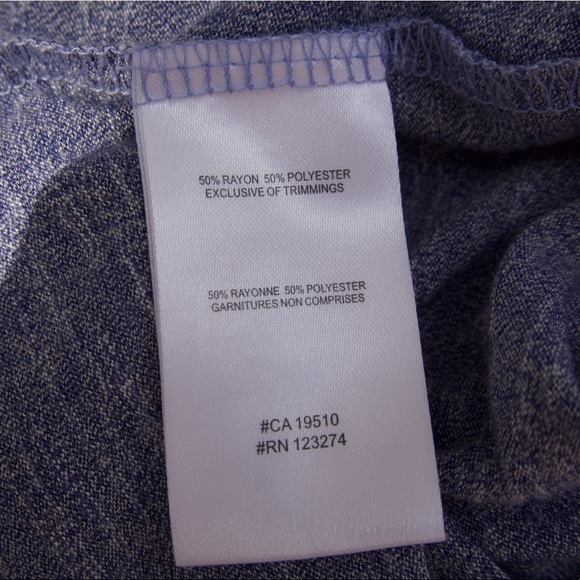 50% RAYON 50% POLYESTER
EXCLUSIVE OF TRIMMINGS
50% RAYONNE 50% POLYESTER
GARNITURES NON COMPRISES
#CA 19510
#RN 123274